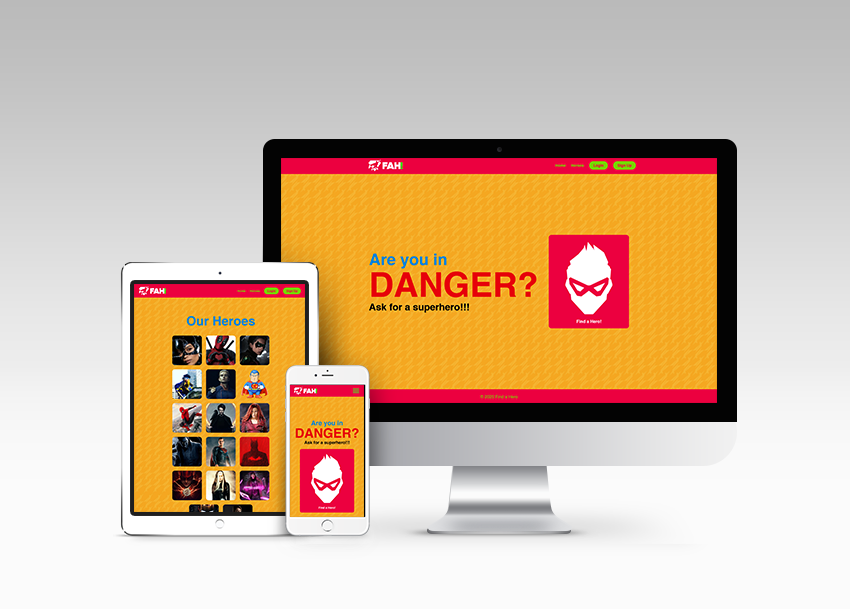 FAH!
Home Heroes Login Sign Up
Are you in
DANGER?
Ask for a superhero!!!
Find a Hero!
© 2023 Find a Hero
FAH!
Home Heroes Login Sign Up
Our Heroes
FAH!
Are you in
DANGER?
Ask for a superhero!!!
Find a Hero!